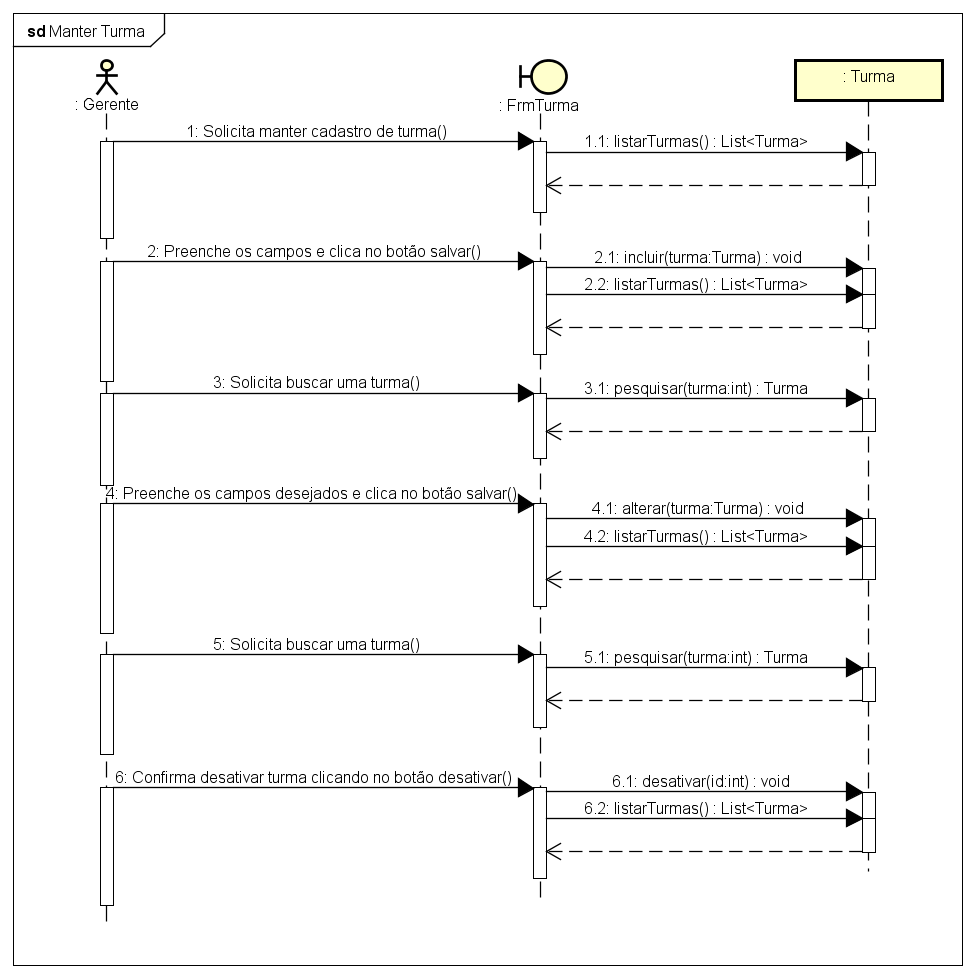 sd Manter Turma
: Gerente
: FrmTurma
: Turma
1: Solicita manter cadastro de turma()
1.1: listarTurmas() : List<Turma>
2: Preenche os campos e clica no botão salvar()
2.1: incluir(turma:Turma) : void
2.2: listarTurmas() : List<Turma>
3: Solicita buscar uma turma()
3.1: pesquisar(turma:int) : Turma
4: Preenche os campos desejados e clica no botão salvar()
4.1: alterar(turma:Turma) : void
4.2: listarTurmas() : List<Turma>
5: Solicita buscar uma turma()
5.1: pesquisar(turma:int) : Turma
6: Confirma desativar turma clicando no botão desativar()
6.1: desativar(id:int) : void
6.2: listarTurmas() : List<Turma>